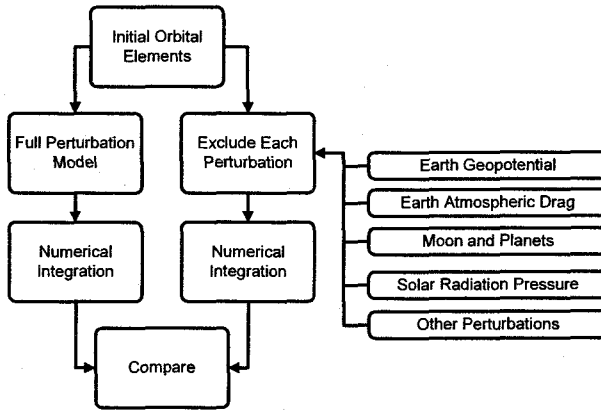 Initial Orbital
Elements
Full Perturbation
Model
Exclude Each
Perturbation
Earth Geopotential
Earth Atmospheric Drag
Moon and Planets
Solar Radiation Pressure
Other Perturbations
Numerical
Integration
Numerical
Integration
Compare